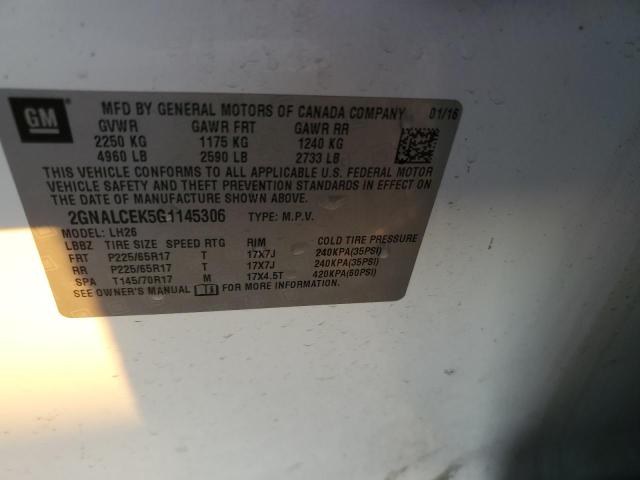 GM
MFD BY GENERAL MOTORS OF CANADA COMPANY 01/16
GVWR GAWR FRT GAWR RR
2250 KG 1175 KG 1240 KG
4960 LB 2590 LB 2733 LB
THIS VEHICLE CONFORMS TO ALL APPLICABLE U.S. FEDERAL MOTOR
VEHICLE SAFETY AND THEFT PREVENTION STANDARDS IN EFFECT ON
THE DATE OF MANUFACTURE SHOWN ABOVE.
2GNALCEK5G1145306 TYPE: M.P.V.
MODEL: LH26
LBBZ TIRE SIZE SPEED RTG RIM COLD TIRE PRESSURE
FRT P225/65R17 T 17X7J 240KPA(35PSI)
RR P225/65R17 T 17X7J 240KPA(35PSI)
SPA T145/70R17 M 17X4.5T 420KPA(60PSI)
SEE OWNER'S MANUAL FOR MORE INFORMATION.